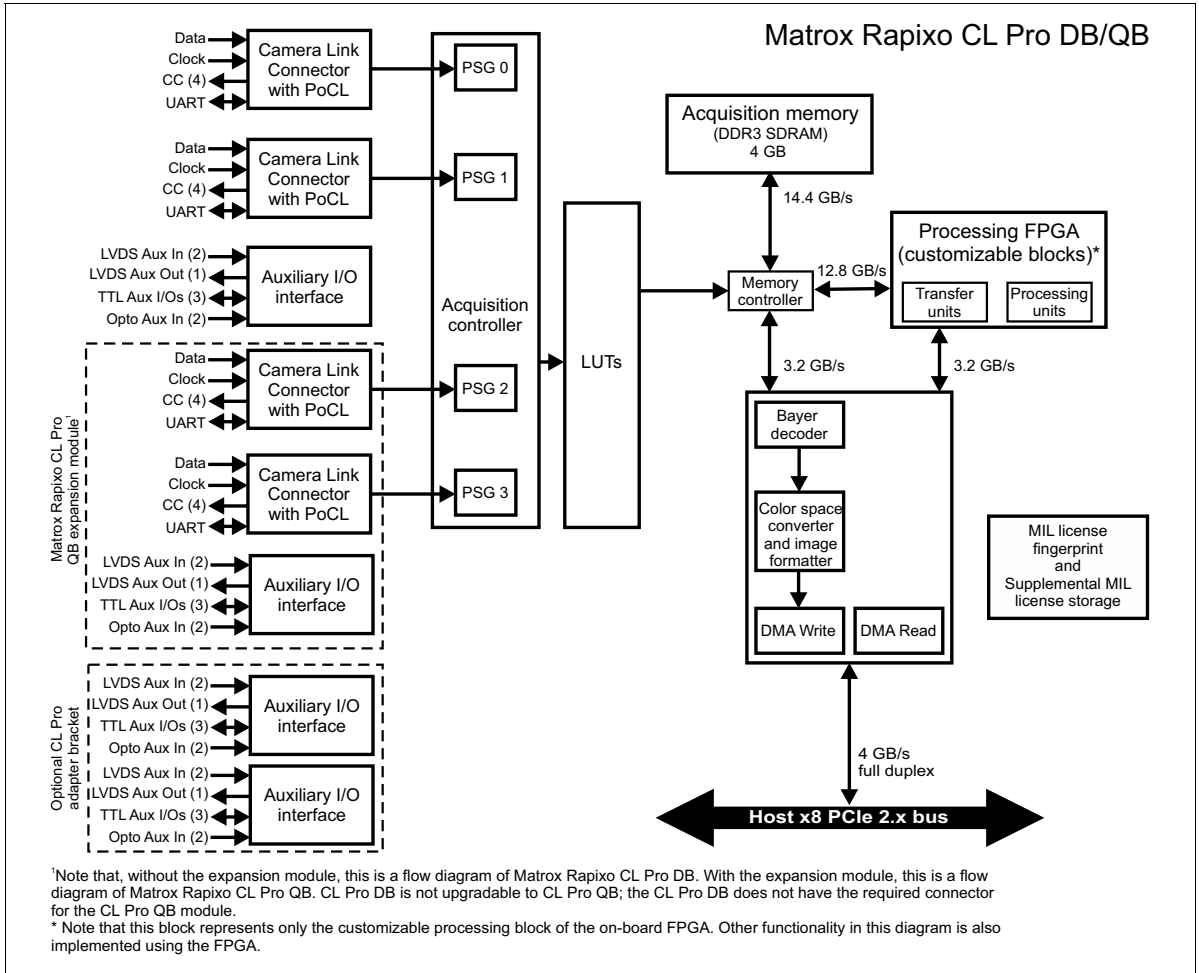 Matrox Rapixo CL Pro DB/QB
Data
Clock
CC (4)
UART
Camera Link
Connector
with PoCL
PSG 0
Data
Clock
CC (4)
UART
Camera Link
Connector
with PoCL
PSG 1
LVDS Aux In (2)
LVDS Aux Out (1)
TTL Aux I/Os (3)
Opto Aux In (2)
Auxiliary I/O
interface
Acquisition
controller
Matrox Rapixo CL Pro
QB expansion module¹
Data
Clock
CC (4)
UART
Camera Link
Connector
with PoCL
PSG 2
Data
Clock
CC (4)
UART
Camera Link
Connector
with PoCL
PSG 3
LVDS Aux In (2)
LVDS Aux Out (1)
TTL Aux I/Os (3)
Opto Aux In (2)
Auxiliary I/O
interface
Optional CL Pro
adapter bracket
LVDS Aux In (2)
LVDS Aux Out (1)
TTL Aux I/Os (3)
Opto Aux In (2)
Auxiliary I/O
interface
LVDS Aux In (2)
LVDS Aux Out (1)
TTL Aux I/Os (3)
Opto Aux In (2)
Auxiliary I/O
interface
LUTs
Acquisition memory
(DDR3 SDRAM)
4 GB
14.4 GB/s
Memory
controller
12.8 GB/s
Processing FPGA
(customizable blocks)*
Transfer
units
Processing
units
3.2 GB/s
3.2 GB/s
Bayer
decoder
Color space
converter
and image
formatter
DMA Write
DMA Read
MIL license
fingerprint
and
Supplemental MIL
license storage
4 GB/s
full duplex
Host x8 PCIe 2.x bus
¹Note that, without the expansion module, this is a flow diagram of Matrox Rapixo CL Pro DB. With the expansion module, this is a flow
diagram of Matrox Rapixo CL Pro QB. CL Pro DB is not upgradable to CL Pro QB; the CL Pro DB does not have the required connector
for the CL Pro QB module.
* Note that this block represents only the customizable processing block of the on-board FPGA. Other functionality in this diagram is also
implemented using the FPGA.